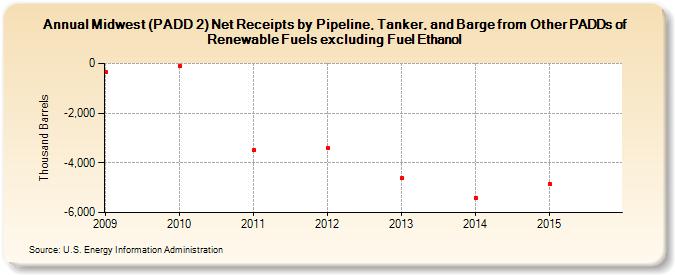 Annual Midwest (PADD 2) Net Receipts by Pipeline, Tanker, and Barge from Other PADDs of
Renewable Fuels excluding Fuel Ethanol
Thousand Barrels
0
-2,000
-4,000
-6,000
2009 2010 2011 2012 2013 2014 2015
Source: U.S. Energy Information Administration